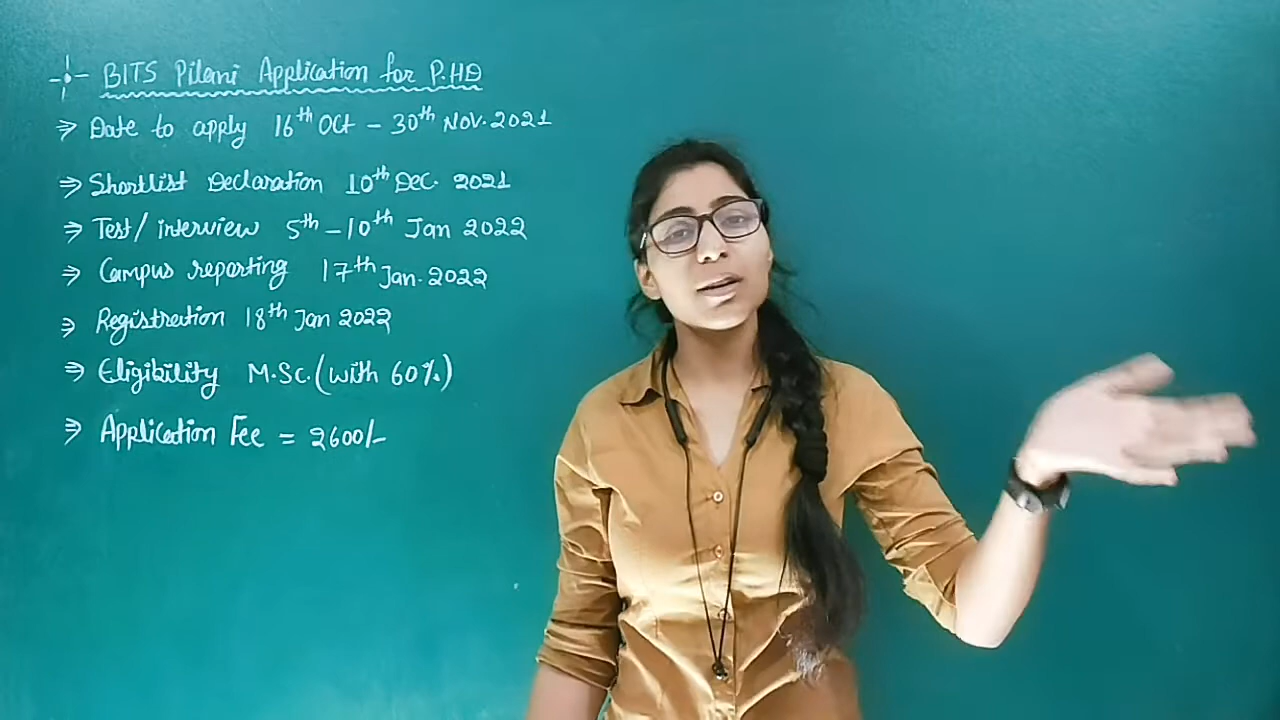 BITS Pilani Application for P.HD
⇒ Date to apply 16th Oct - 30th Nov. 2021
⇒ Shortlist Declaration 10th Dec. 2021
⇒ Test/interview 5th-10th Jan 2022
⇒ Campus reporting 17th Jan. 2022
⇒ Registration 18th Jan 2022
⇒ Eligibility M.Sc. (with 60%)
⇒ Application Fee = 2600/-